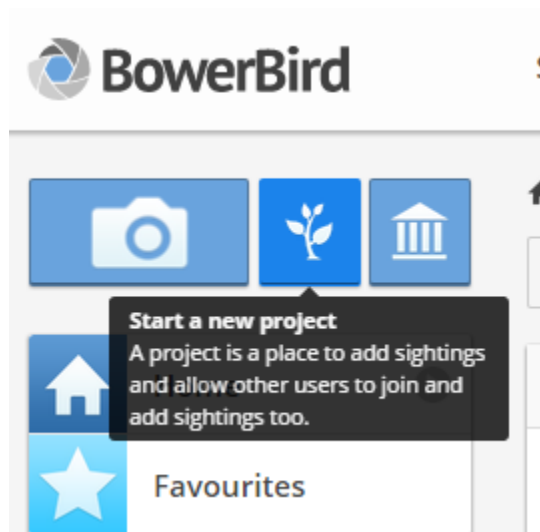 BowerBird
Start a new project
A project is a place to add sightings
and allow other users to join and
add sightings too.
Home
Favourites